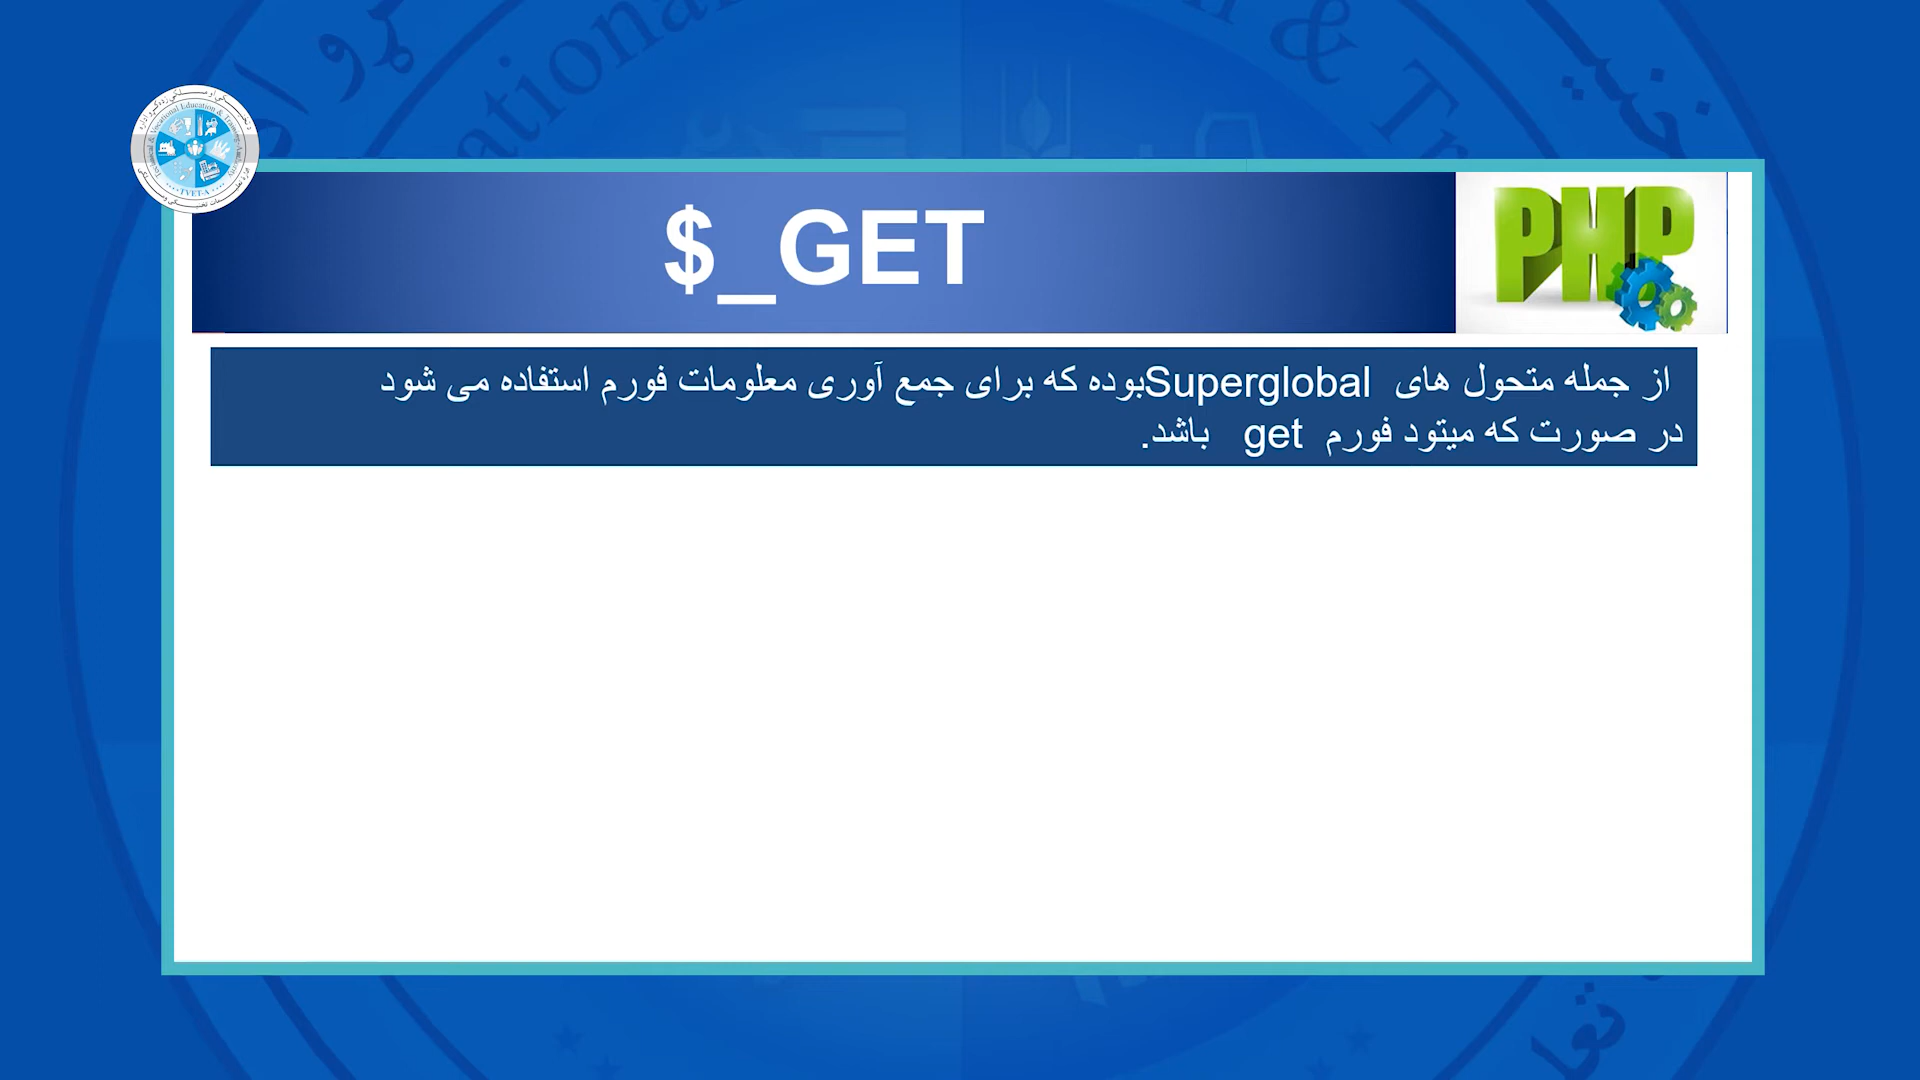 $_GET
PHP
از جمله متحول های Superglobal بوده که برای جمع آوری معلومات فورم استفاده می شود
در صورت که میتود فورم get باشد.
TVET-A